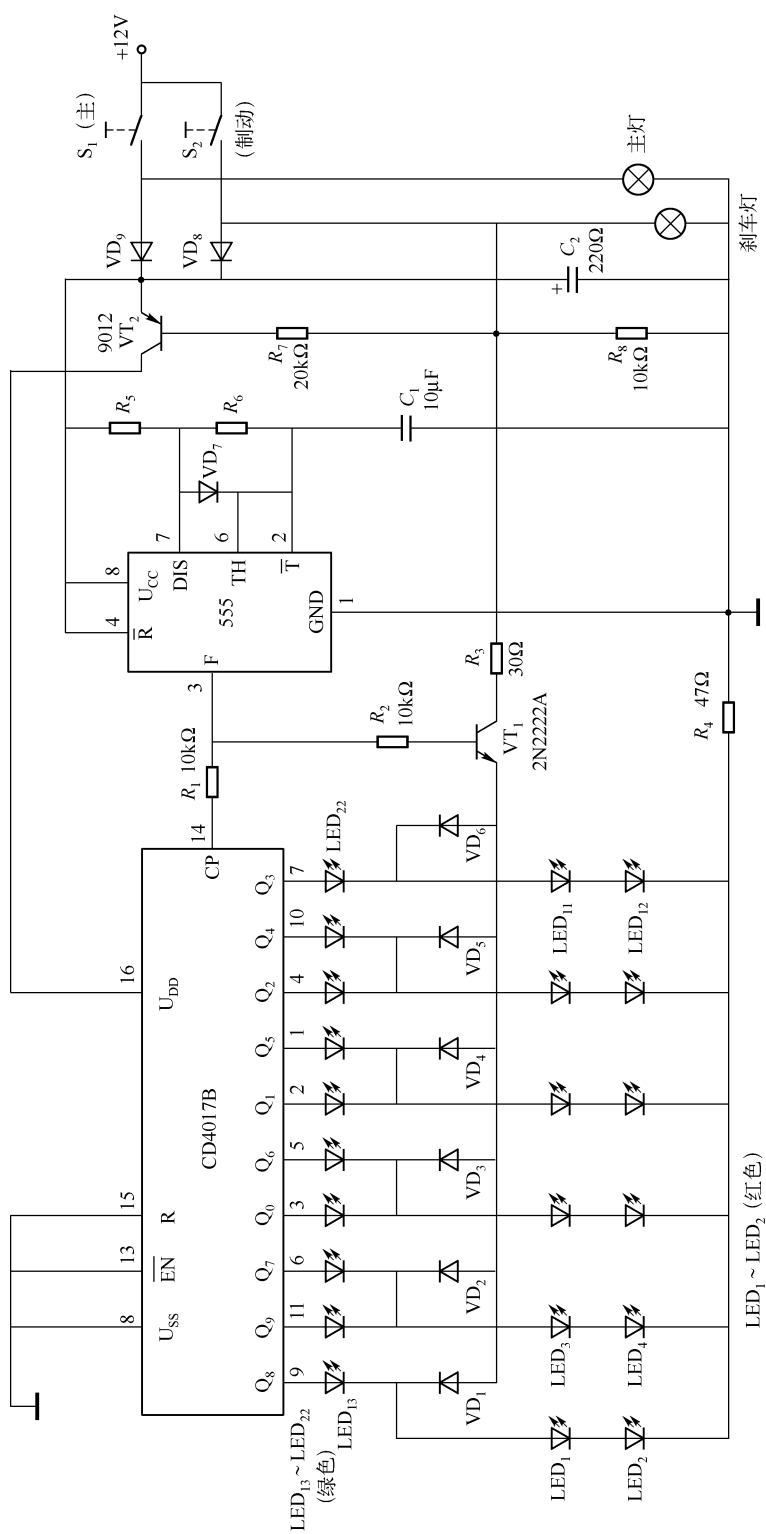 +12V
S₁ (主)
S₂
(制动)
主灯
刹车灯
VD₉
VD₈
C₂
220Ω
+
9012
VT₂
R₇
20kΩ
R₈
10kΩ
R₅
R₆
C₁
10μF
VD₇
7
6
2
8
4
U_CC
DIS
TH
T̅
R̅
555
GND
1
F
3
R₃
30Ω
R₂
10kΩ
VT₁
2N2222A
R₄ 47Ω
R₁ 10kΩ
14
CP
LED₂₂
VD₆
16
U_DD
Q₃
7
Q₄
10
Q₂
4
Q₅
1
Q₁
2
Q₆
5
Q₀
3
Q₇
6
Q₉
11
Q₈
9
CD4017B
15
R
13
E̅N̅
8
U_SS
VD₅
VD₄
VD₃
VD₂
VD₁
LED₁₁
LED₁₂
LED₃
LED₄
LED₁
LED₂
LED₁₃
LED₁₃~LED₂₂
(绿色)
LED₁~LED₂ (红色)